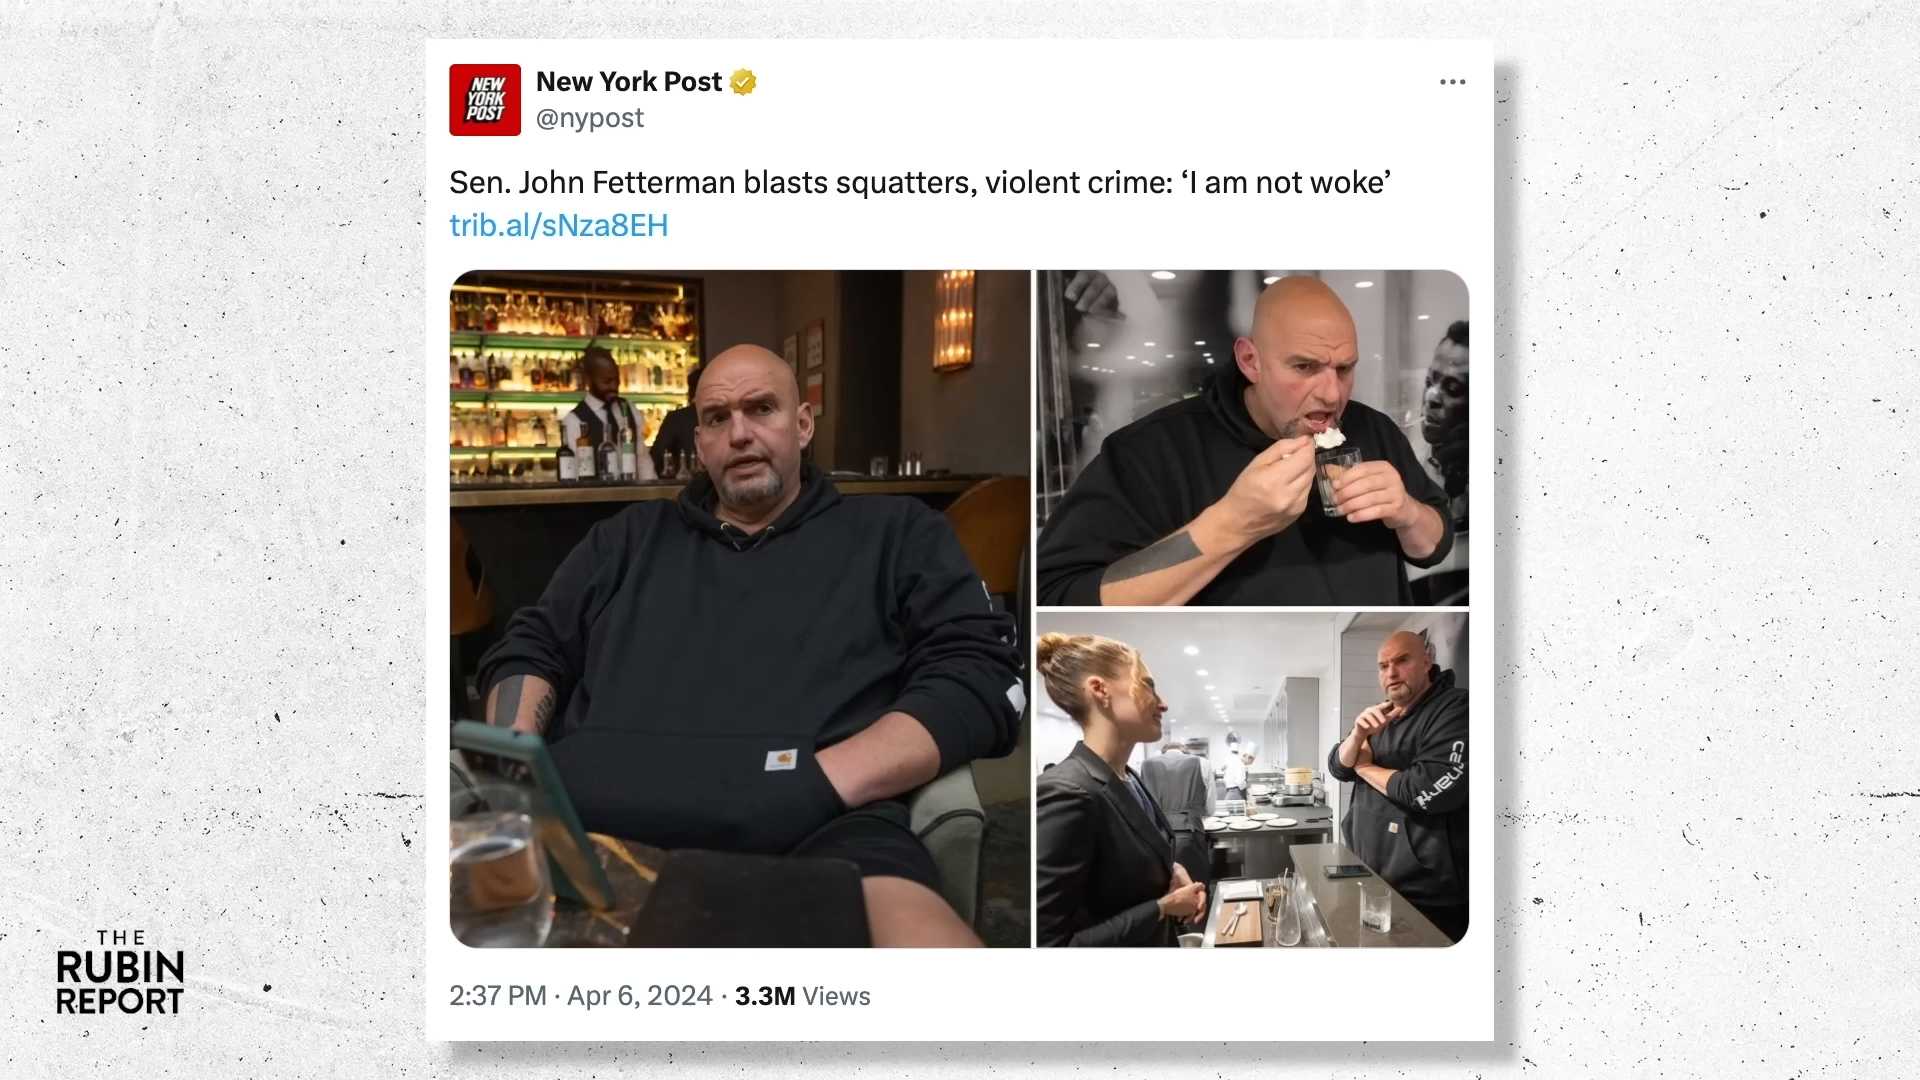 NEW
YORK
POST
New York Post
@nypost
Sen. John Fetterman blasts squatters, violent crime: ‘I am not woke’
trib.al/sNza8EH
carhartt
2:37 PM · Apr 6, 2024 · 3.3M Views
THE
RUBIN
REPORT